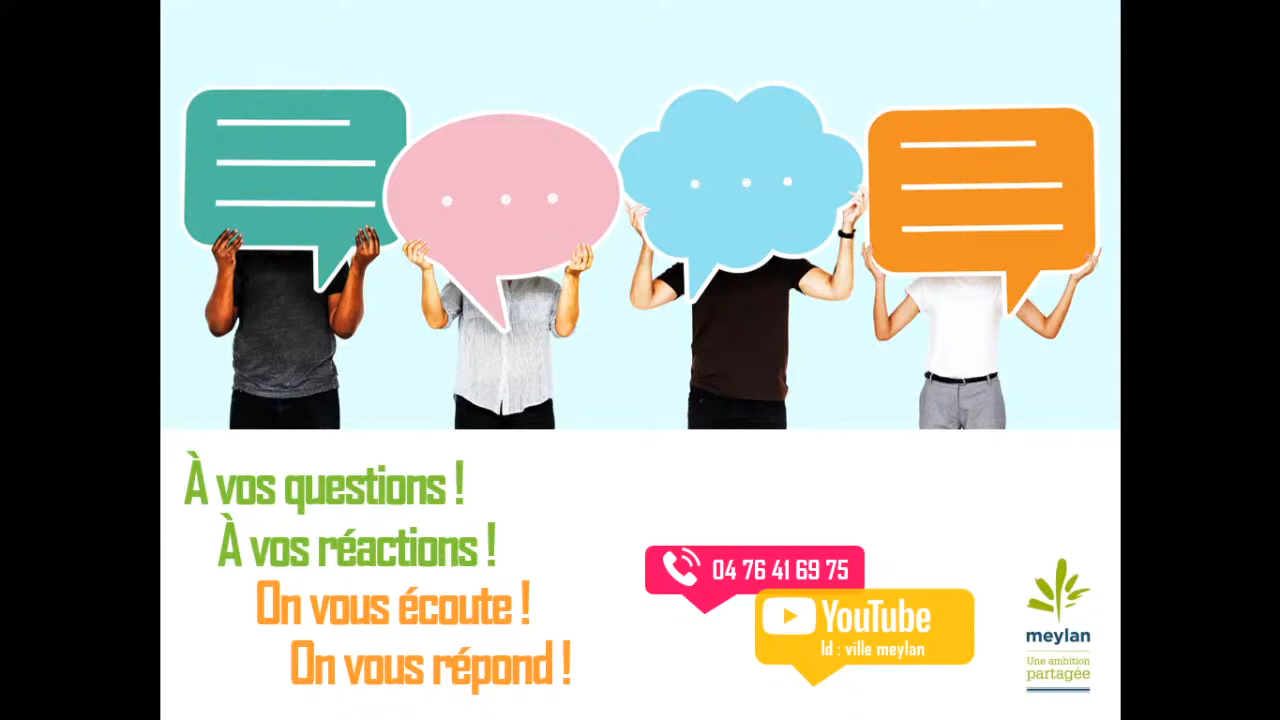 À vos questions !
À vos réactions !
On vous écoute !
On vous répond !
04 76 41 69 75
YouTube
Id : ville meylan
meylan
Une ambition
partagée